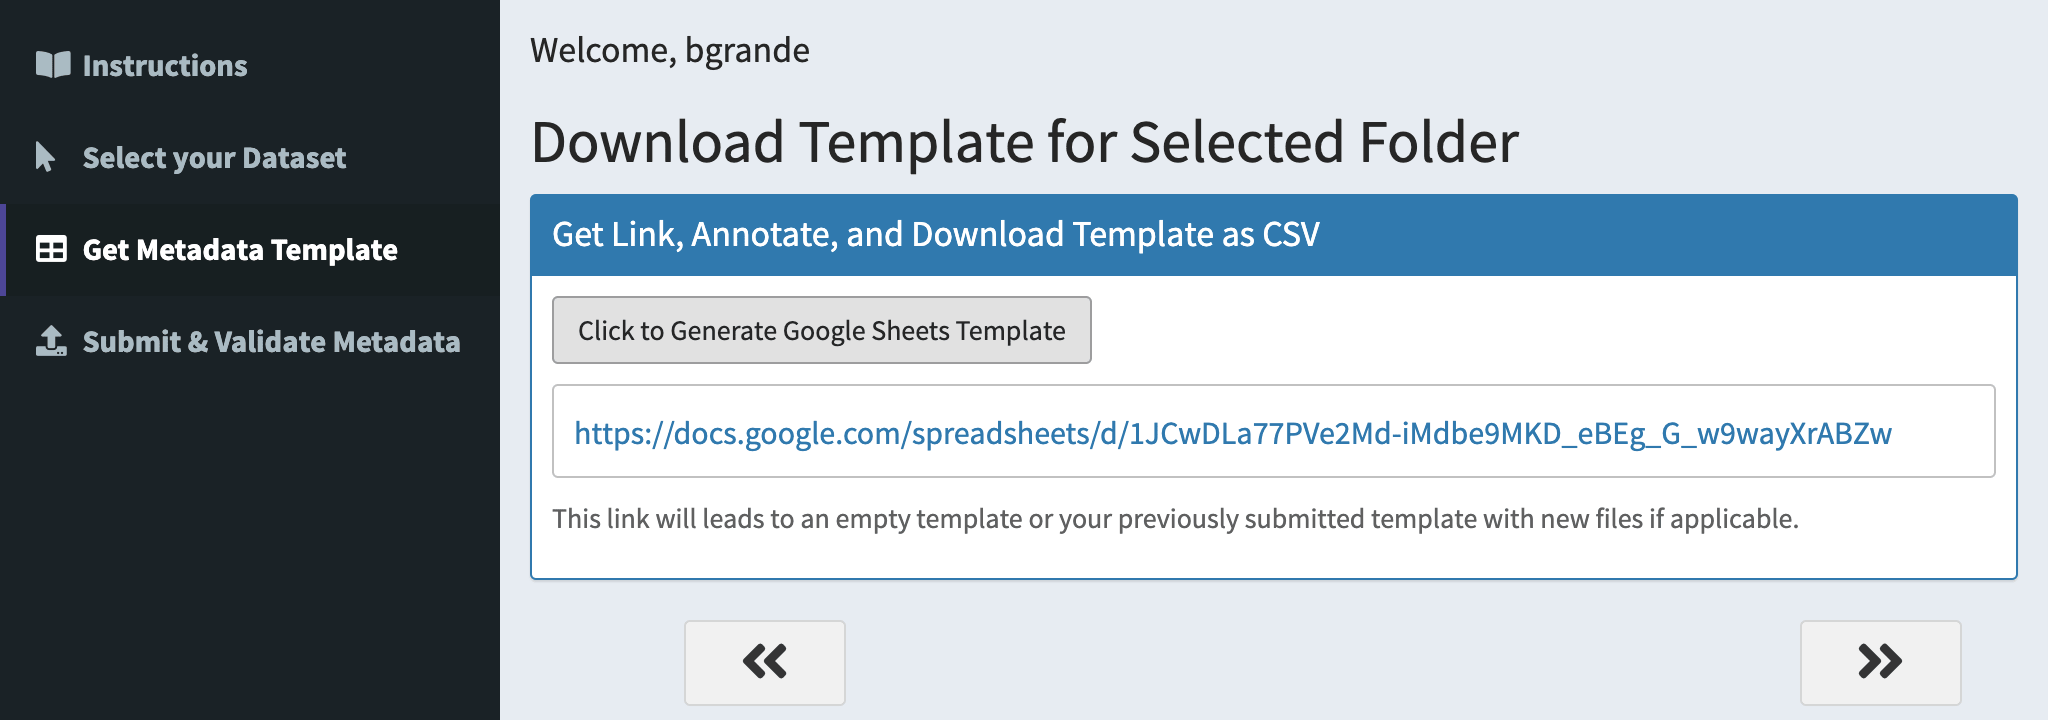 Instructions
Select your Dataset
Get Metadata Template
Submit & Validate Metadata
Welcome, bgrande
Download Template for Selected Folder
Get Link, Annotate, and Download Template as CSV
Click to Generate Google Sheets Template
https://docs.google.com/spreadsheets/d/1JCwDLa77PVe2Md-iMdbe9MKD_eBEg_G_w9wayXrABZw
This link will leads to an empty template or your previously submitted template with new files if applicable.